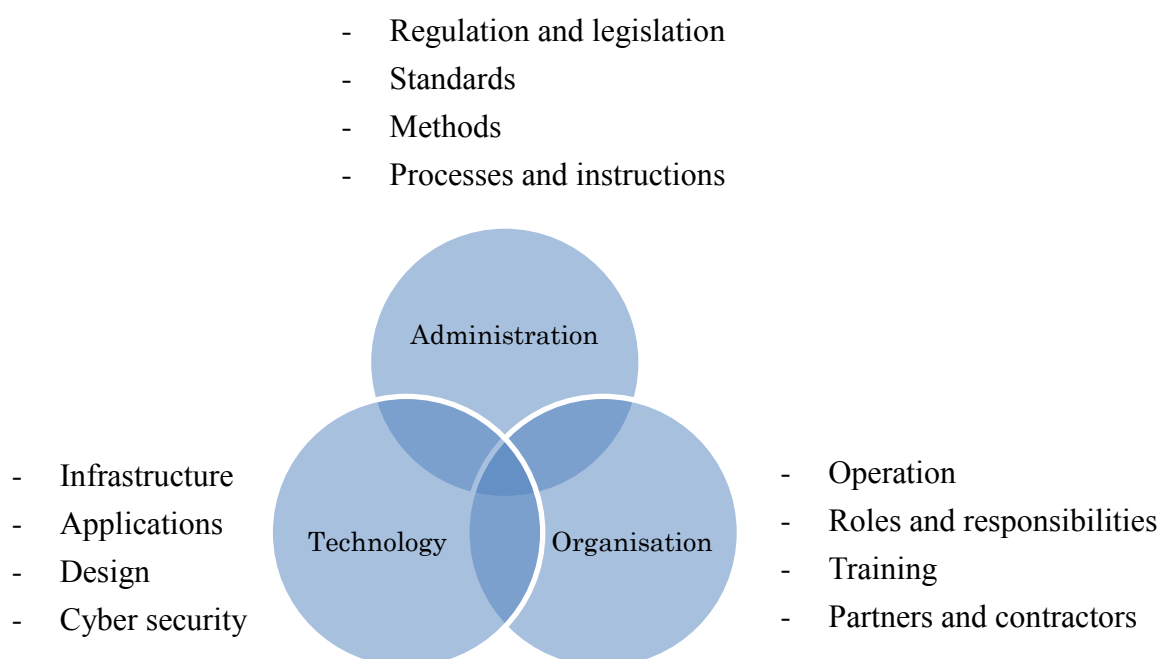 - Regulation and legislation
- Standards
- Methods
- Processes and instructions
Administration
- Infrastructure
- Applications
- Design
- Cyber security
Technology
Organisation
- Operation
- Roles and responsibilities
- Training
- Partners and contractors